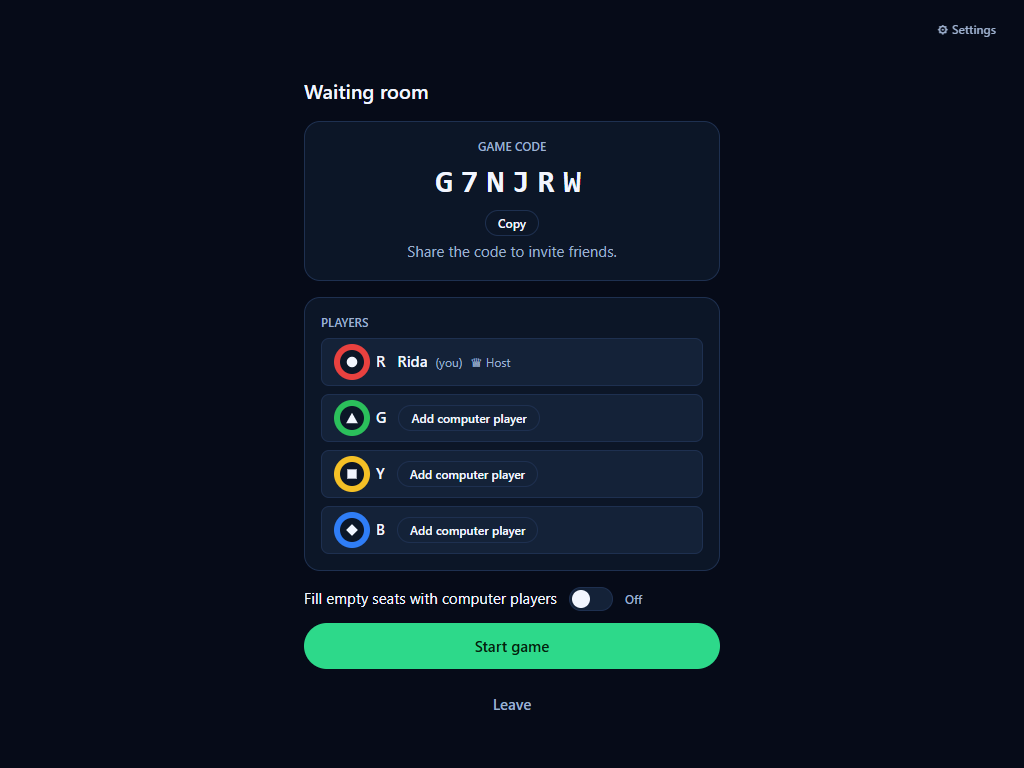 ⚙ Settings
Waiting room
GAME CODE
G7NJRW
Copy
Share the code to invite friends.
PLAYERS
R Rida (you) ♛ Host
G Add computer player
Y Add computer player
B Add computer player
Fill empty seats with computer players Off
Start game
Leave